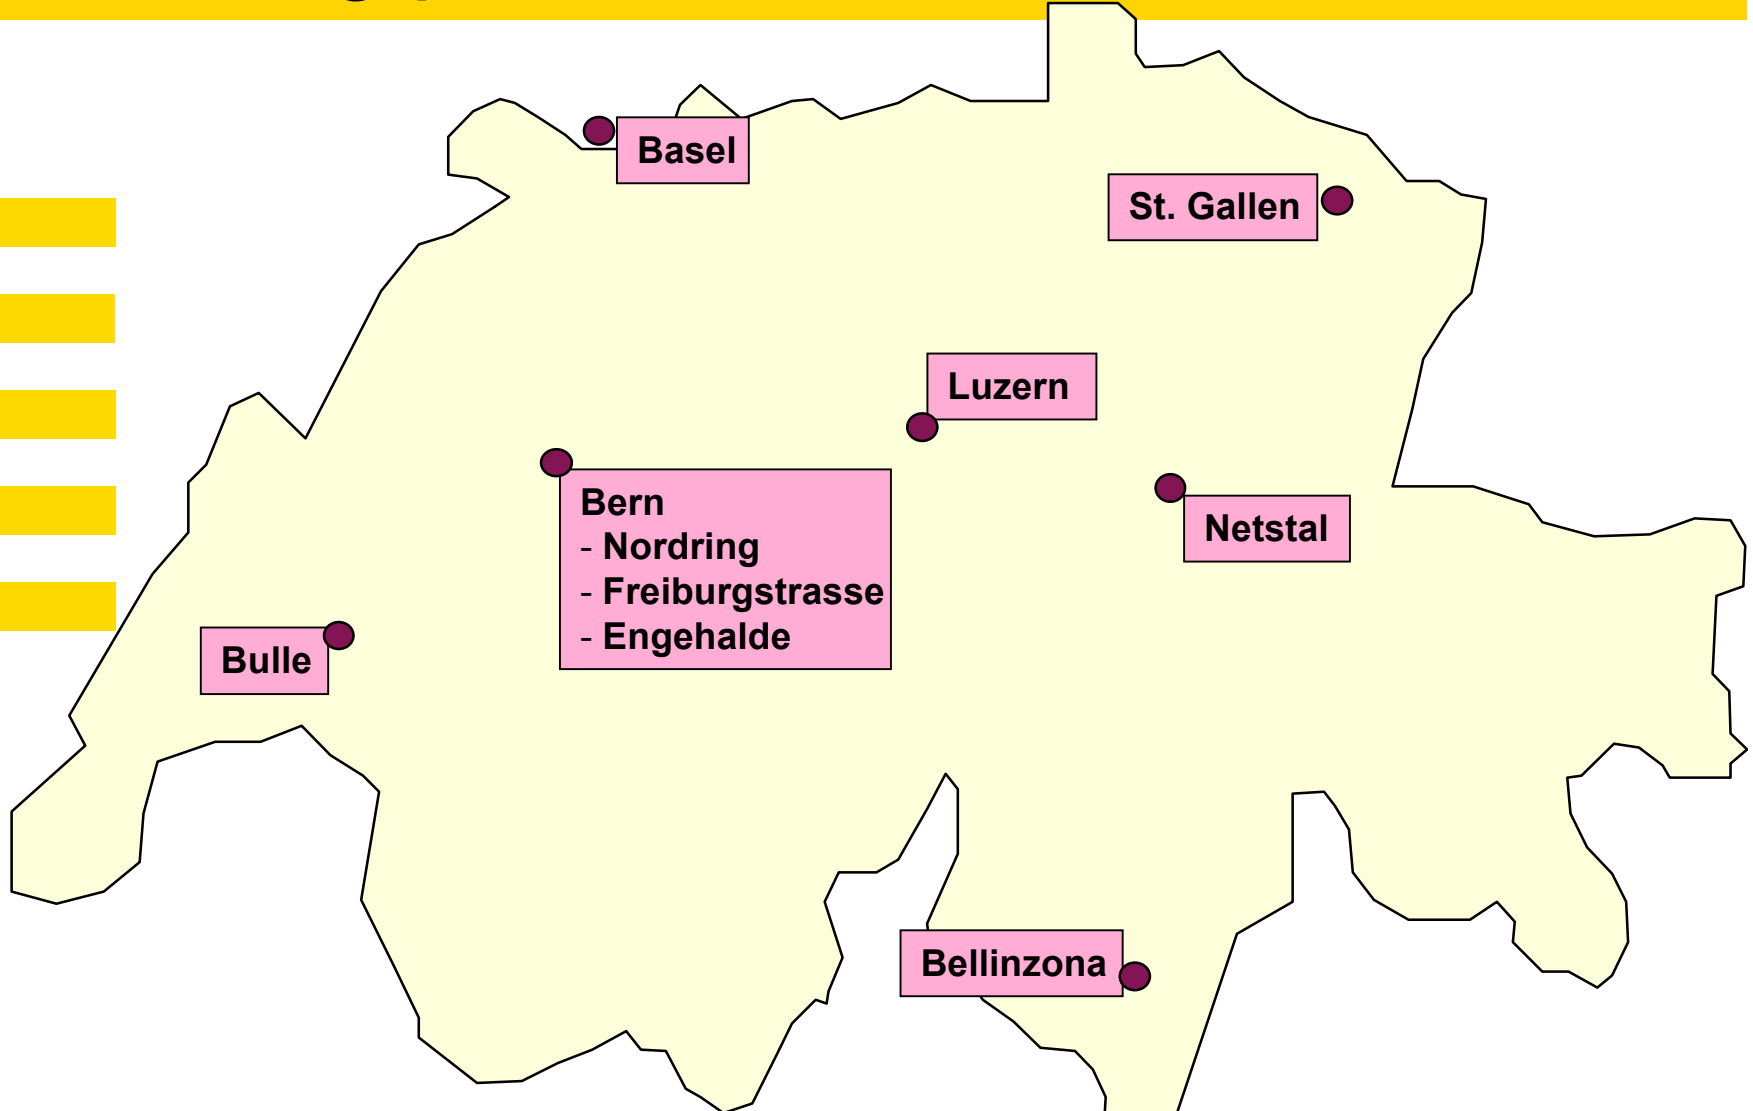 Basel
St. Gallen
Luzern
Bern
- Nordring
- Freiburgstrasse
- Engehalde
Netstal
Bulle
Bellinzona